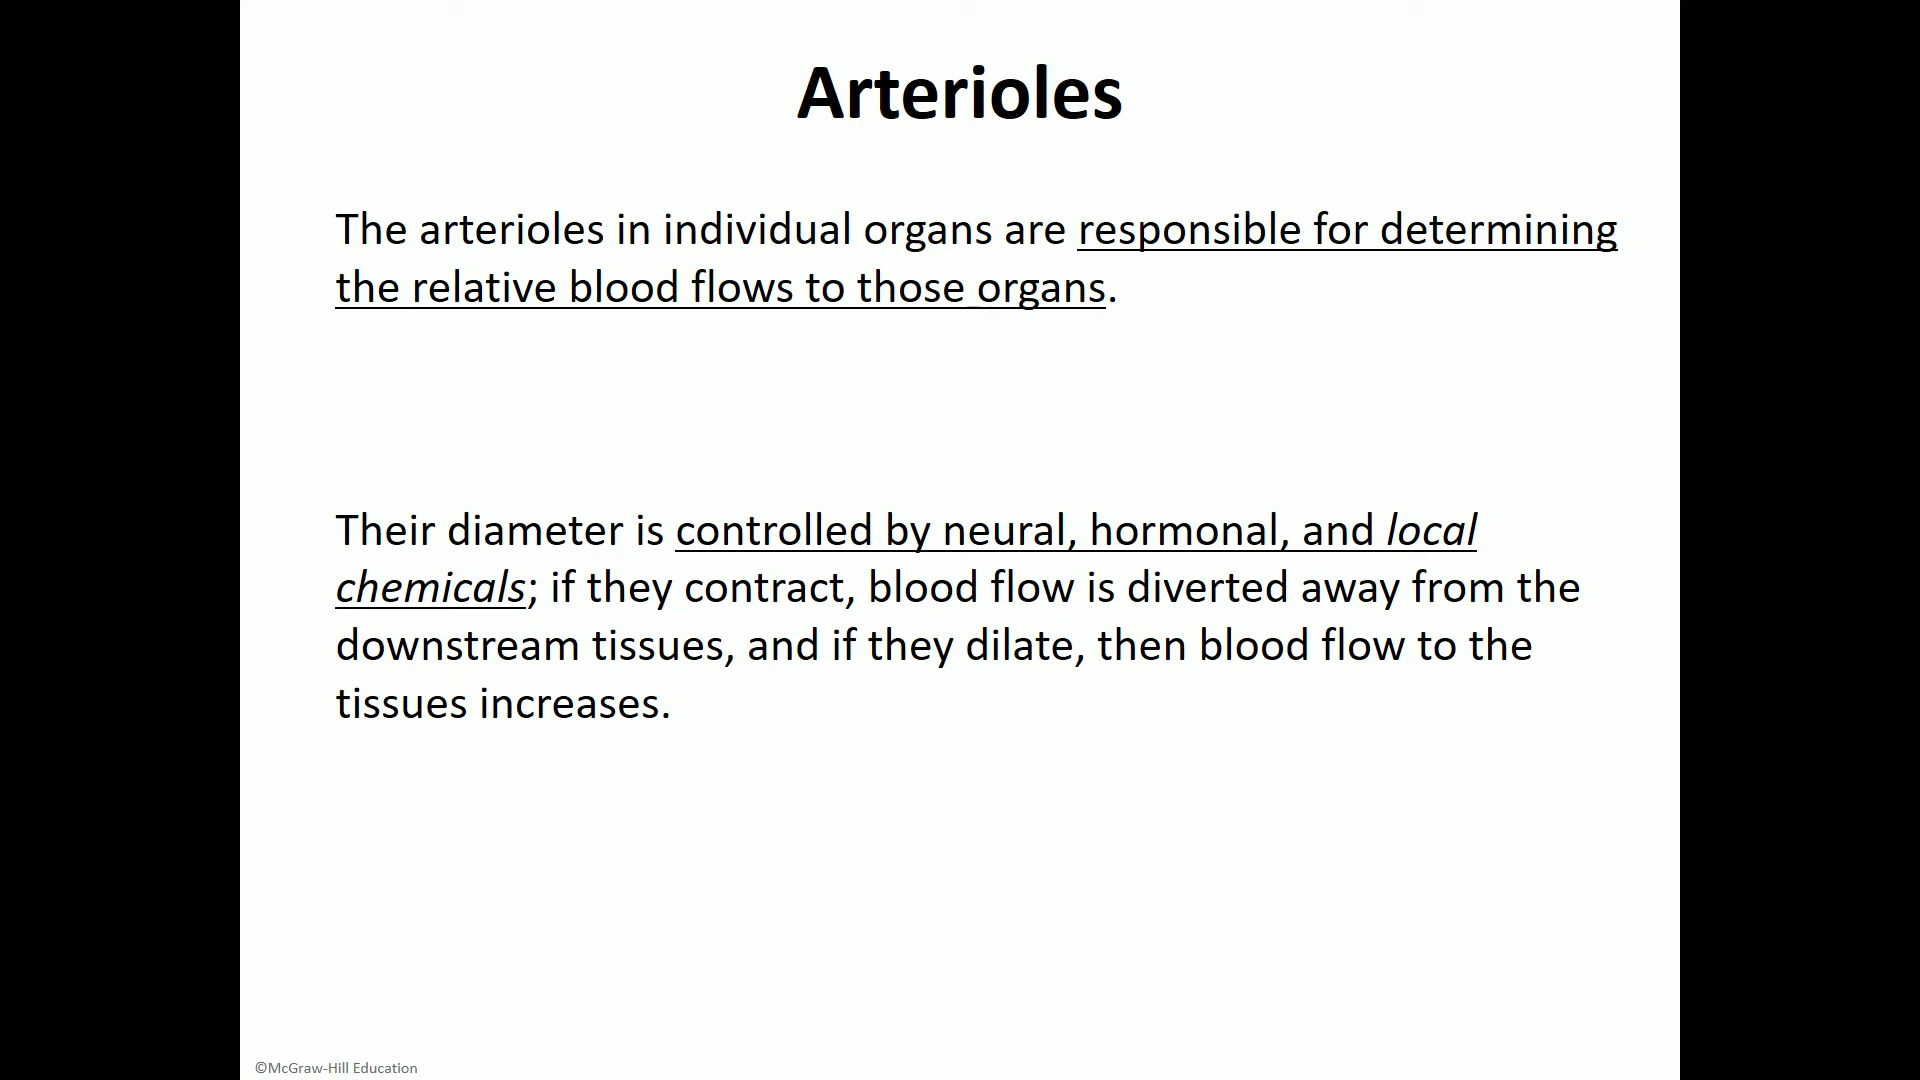 Arterioles
The arterioles in individual organs are responsible for determining
the relative blood flows to those organs.
Their diameter is controlled by neural, hormonal, and local
chemicals; if they contract, blood flow is diverted away from the
downstream tissues, and if they dilate, then blood flow to the
tissues increases.
©McGraw-Hill Education